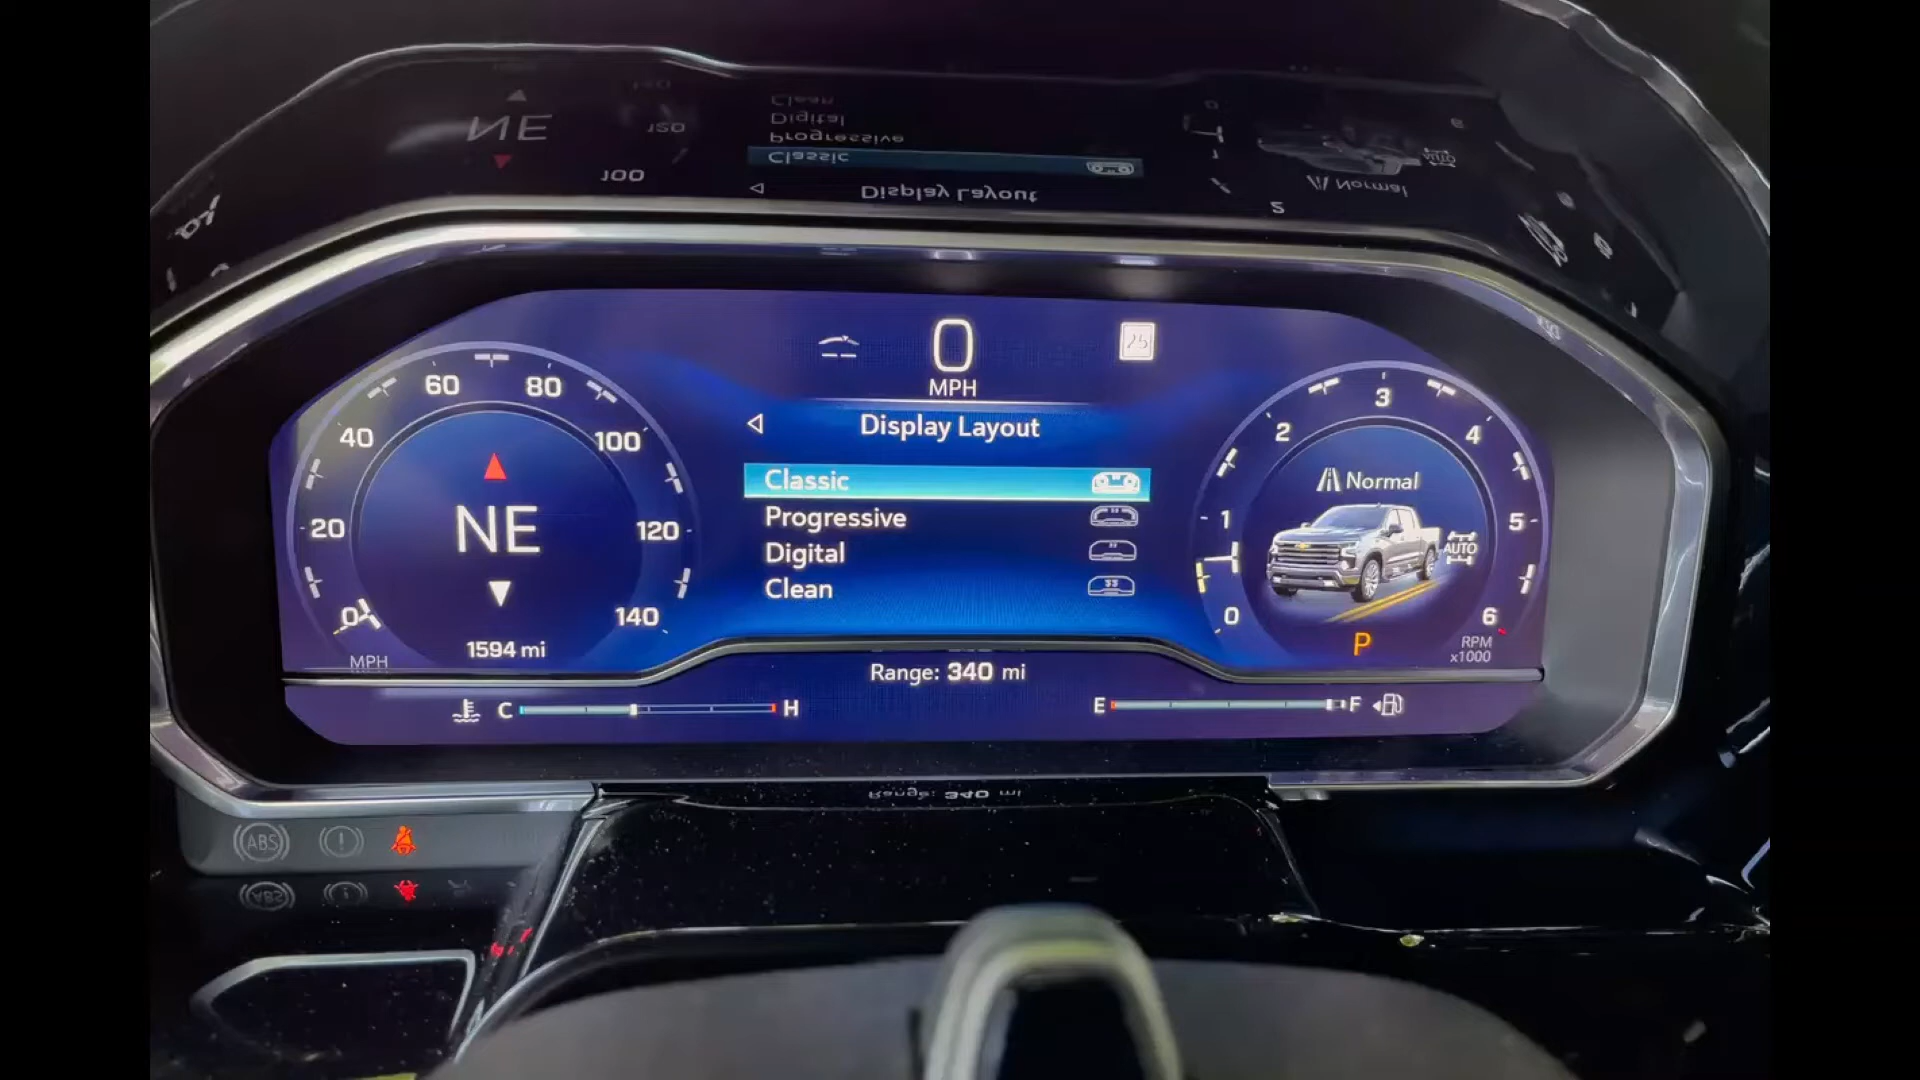 0
MPH
25
Display Layout
Classic
Progressive
Digital
Clean
0
20
40
60
80
100
120
140
NE
1594 mi
MPH
0
1
2
3
4
5
6
Normal
AUTO
P
RPM
x1000
Range: 340 mi
C H
E F
ABS